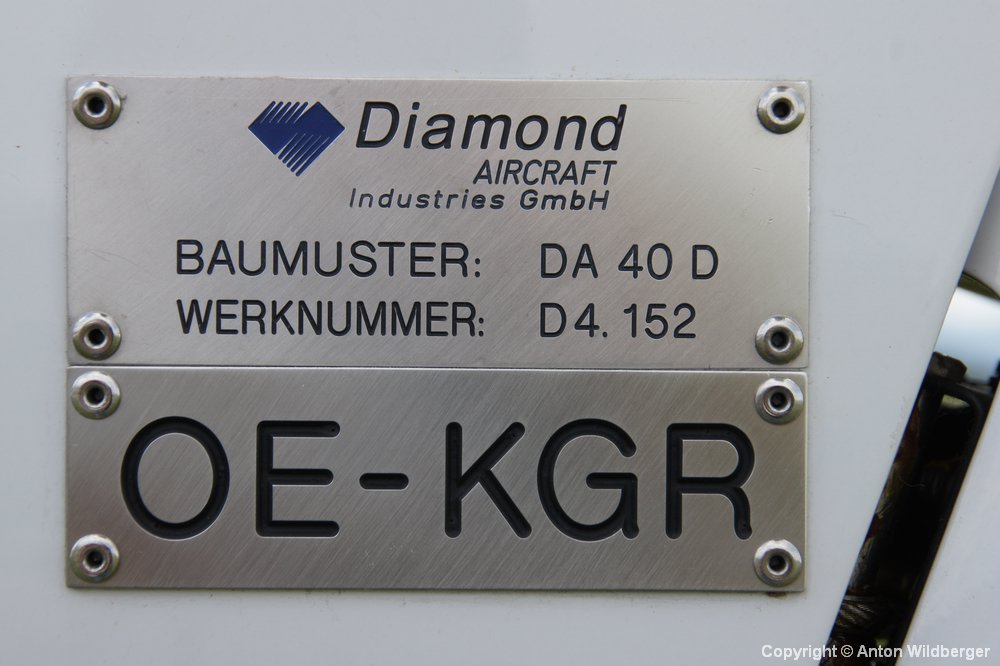 Diamond
AIRCRAFT
Industries GmbH
BAUMUSTER: DA 40 D
WERKNUMMER: D4.152
OE-KGR
Copyright © Anton Wildberger